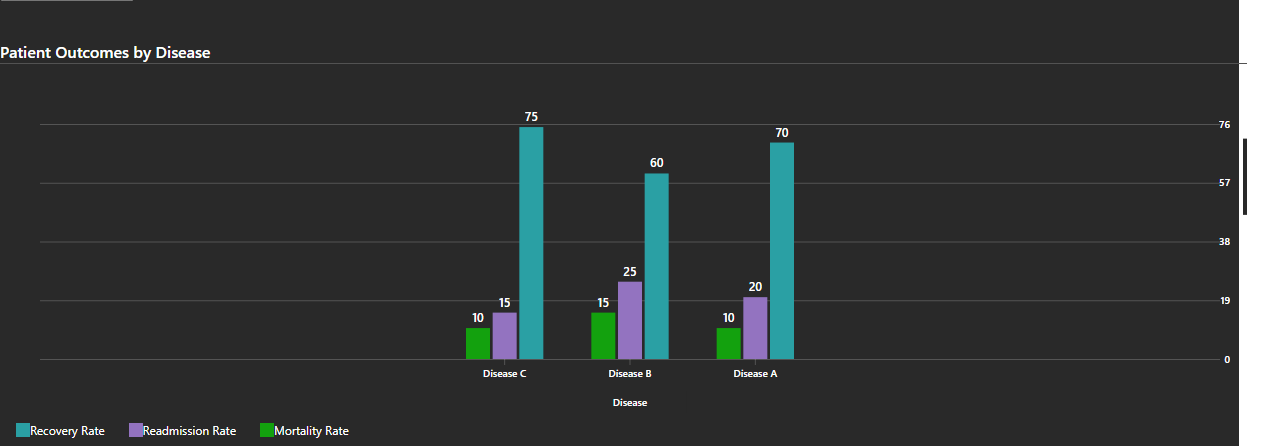 Patient Outcomes by Disease
75
70
60
25
20
15
15
10
10
76
57
38
19
0
Disease C
Disease B
Disease A
Disease
Recovery Rate
Readmission Rate
Mortality Rate